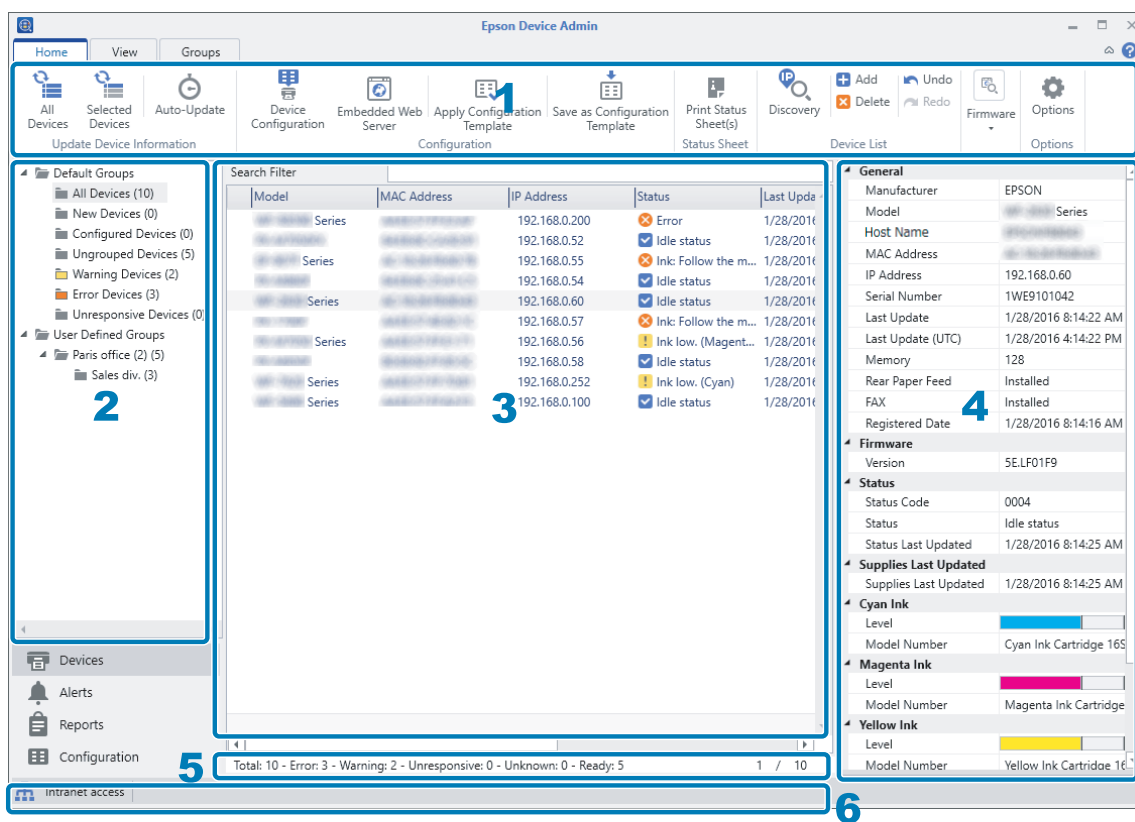 Epson Device Admin
Home View Groups
All Devices
Selected Devices
Auto-Update
Update Device Information
Device Configuration
Embedded Web Server
Apply Configuration Template
Save as Configuration Template
Configuration
Print Status Sheet(s)
Status Sheet
IP
Discovery
Add
Delete
Undo
Redo
Device List
Firmware
Options
Options
1
Default Groups
All Devices (10)
New Devices (0)
Configured Devices (0)
Ungrouped Devices (5)
Warning Devices (2)
Error Devices (3)
Unresponsive Devices (0)
User Defined Groups
Paris office (2) (5)
Sales div. (3)
2
Devices
Alerts
Reports
Configuration
Search Filter
Model MAC Address IP Address Status Last Upda
Series 192.168.0.200 Error 1/28/2016
192.168.0.52 Idle status 1/28/2016
Series 192.168.0.55 Ink: Follow the m... 1/28/2016
192.168.0.54 Idle status 1/28/2016
Series 192.168.0.60 Idle status 1/28/2016
192.168.0.57 Ink: Follow the m... 1/28/2016
Series 192.168.0.56 Ink low. (Magent... 1/28/2016
192.168.0.58 Idle status 1/28/2016
Series 192.168.0.252 Ink low. (Cyan) 1/28/2016
Series 192.168.0.100 Idle status 1/28/2016
3
General
Manufacturer EPSON
Model Series
Host Name
MAC Address
IP Address 192.168.0.60
Serial Number 1WE9101042
Last Update 1/28/2016 8:14:22 AM
Last Update (UTC) 1/28/2016 4:14:22 PM
Memory 128
Rear Paper Feed Installed
FAX Installed
Registered Date 1/28/2016 8:14:16 AM
4
Firmware
Version 5E.LF01F9
Status
Status Code 0004
Status Idle status
Status Last Updated 1/28/2016 8:14:25 AM
Supplies Last Updated
Supplies Last Updated 1/28/2016 8:14:25 AM
Cyan Ink
Level
Model Number Cyan Ink Cartridge 16S
Magenta Ink
Level
Model Number Magenta Ink Cartridge
Yellow Ink
Level
Model Number Yellow Ink Cartridge 16
5
Total: 10 - Error: 3 - Warning: 2 - Unresponsive: 0 - Unknown: 0 - Ready: 5 1 / 10
Intranet access
6